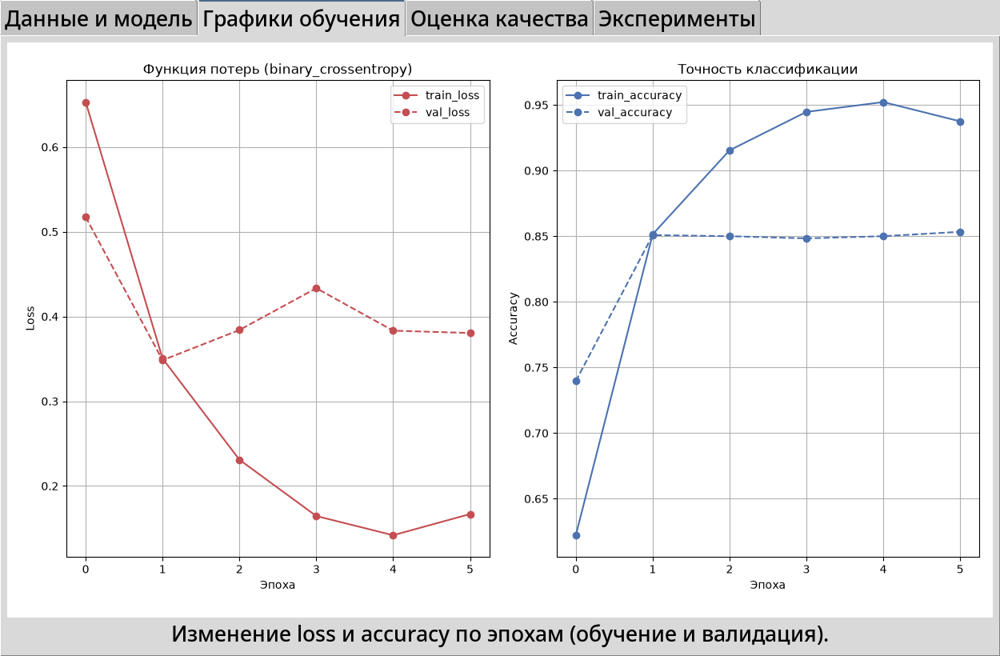 Данные и модель Графики обучения Оценка качества Эксперименты
Функция потерь (binary_crossentropy)
train_loss
val_loss
0.6
0.5
0.4
0.3
0.2
Loss
0 1 2 3 4 5
Эпоха
Точность классификации
train_accuracy
val_accuracy
0.95
0.90
0.85
0.80
0.75
0.70
0.65
Accuracy
0 1 2 3 4 5
Эпоха
Изменение loss и accuracy по эпохам (обучение и валидация).